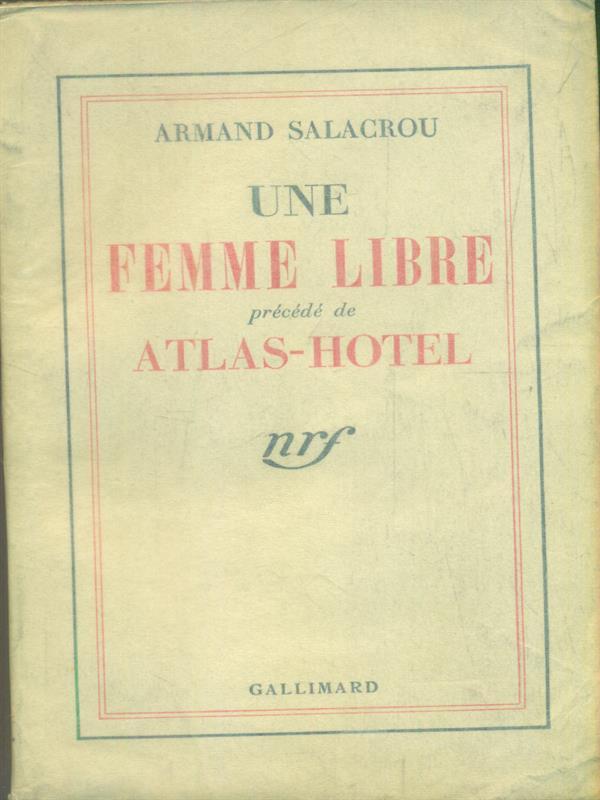 ARMAND SALACROU
UNE
FEMME LIBRE
précédé de
ATLAS-HOTEL
nrf
GALLIMARD